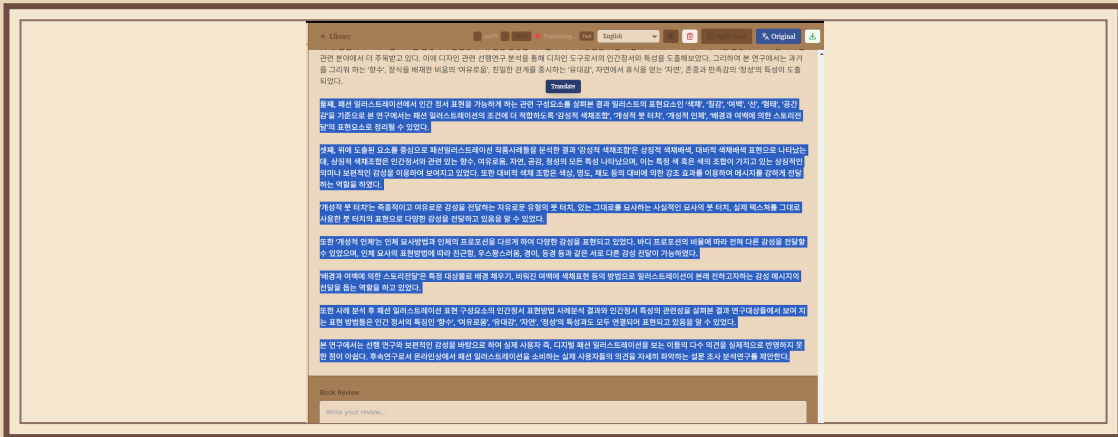 ← Library
Translating...
Fast
English
Split View
Original
관련 분야에서 더 주목받고 있다. 이에 디자인 관련 선행연구 분석을 통해 디자인 도구로서의 인간정서와 특성을 도출해보았다. 그리하여 본 연구에서는 과거
를 그리워 하는 '향수', 장식을 배재한 비움의 '여유로움', 친밀한 관계를 중시하는 '유대감', 자연에서 휴식을 얻는 '자연', 존중과 만족감의 '정성'의 특성이 도출
되었다.
Translate
둘째, 패션 일러스트레이션에서 인간 정서 표현을 가능하게 하는 관련 구성요소를 살펴본 결과 일러스트의 표현요소인 '색채', '질감', '여백', '선', '형태', '공간
감'을 기준으로 본 연구에서는 패션 일러스트레이션의 조건에 더 적합하도록 '감성적 색채조합', '개성적 붓 터치', '개성적 인체', '배경과 여백에 의한 스토리전
달'의 표현요소로 정리될 수 있었다.
셋째, 위에 도출된 요소를 중심으로 패션일러스트레이션 작품사례들을 분석한 결과 '감성적 색채조합'은 상징적 색채배색, 대비적 색채배색 표현으로 나타났는
데, 상징적 색채조합은 인간정서와 관련 있는 향수, 여유로움, 자연, 공감, 정성의 모든 특성 나타났으며, 이는 특정 색 혹은 색의 조합이 가지고 있는 상징적인
의미나 보편적인 감성을 이용하여 보여지고 있었다. 또한 대비적 색채 조합은 색상, 명도, 채도 등의 대비에 의한 강조 효과를 이용하여 메시지를 강하게 전달
하는 역할을 하였다.
'개성적 붓 터치'는 즉흥적이고 여유로운 감성을 전달하는 자유로운 유형의 붓 터치, 있는 그대로를 묘사하는 사실적인 묘사의 붓 터치, 실제 텍스쳐를 그대로
사용한 붓 터치의 표현으로 다양한 감성을 전달하고 있음을 알 수 있었다.
또한 '개성적 인체'는 인체 묘사방법과 인체의 프로포션을 다르게 하여 다양한 감성을 표현되고 있었다. 바디 프로포션의 비율에 따라 전혀 다른 감성을 전달할
수 있었으며, 인체 묘사의 표현방법에 따라 친근함, 우스꽝스러움, 경이, 동경 등과 같은 서로 다른 감성 전달이 가능하였다.
'배경과 여백에 의한 스토리전달'은 특정 대상물로 배경 채우기, 비워진 여백에 색채표현 등의 방법으로 일러스트레이션이 본래 전하고자하는 감성 메시지의
전달을 돕는 역할을 하고 있었다.
또한 사례 분석 후 패션 일러스트레이션 표현 구성요소의 인간정서 표현방법 사례분석 결과와 인간정서 특성의 관련성을 살펴본 결과 연구대상들에서 보여 지
는 표현 방법들은 인간 정서의 특징인 '향수', '여유로움', '유대감', '자연', '정성'의 특성과도 모두 연결되어 표현되고 있음을 알 수 있었다.
본 연구에서는 선행 연구와 보편적인 감성을 바탕으로 하여 실제 사용자 즉, 디지털 패션 일러스트레이션을 보는 이들의 다수 의견을 실제적으로 반영하지 못
한 점이 아쉽다. 후속연구로서 온라인상에서 패션 일러스트레이션을 소비하는 실제 사용자들의 의견을 자세히 파악하는 설문 조사 분석연구를 제안한다.
Book Review
Write your review...